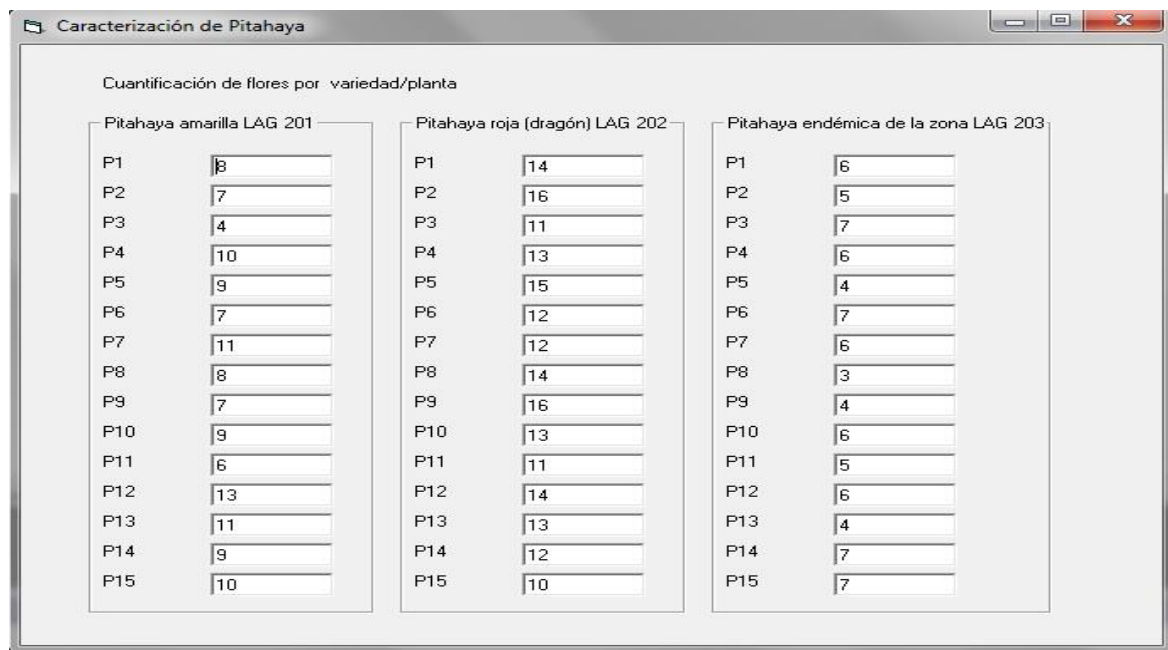 Caracterización de Pitahaya
Cuantificación de flores por variedad/planta
Pitahaya amarilla LAG 201
P1 8
P2 7
P3 4
P4 10
P5 9
P6 7
P7 11
P8 8
P9 7
P10 9
P11 6
P12 13
P13 11
P14 9
P15 10
Pitahaya roja (dragón) LAG 202
P1 14
P2 16
P3 11
P4 13
P5 15
P6 12
P7 12
P8 14
P9 16
P10 13
P11 11
P12 14
P13 13
P14 12
P15 10
Pitahaya endémica de la zona LAG 203
P1 6
P2 5
P3 7
P4 6
P5 4
P6 7
P7 6
P8 3
P9 4
P10 6
P11 5
P12 6
P13 4
P14 7
P15 7